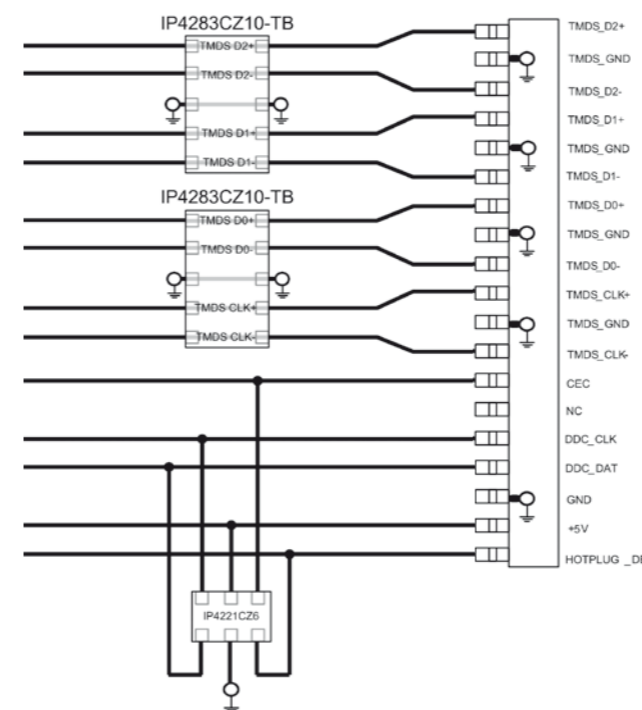 IP4283CZ10-TB
TMDS D2+
TMDS D2-
TMDS D1+
TMDS D1-
IP4283CZ10-TB
TMDS D0+
TMDS D0-
TMDS CLK+
TMDS CLK-
IP4221CZ6
TMDS_D2+
TMDS_GND
TMDS_D2-
TMDS_D1+
TMDS_GND
TMDS_D1-
TMDS_D0+
TMDS_GND
TMDS_D0-
TMDS_CLK+
TMDS_GND
TMDS_CLK-
CEC
NC
DDC_CLK
DDC_DAT
GND
+5V
HOTPLUG _DE